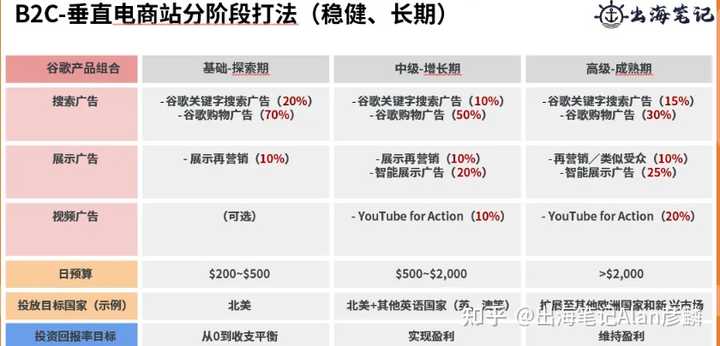 B2C-垂直电商站分阶段打法（稳健、长期）
出海笔记
谷歌产品组合 基础-探索期 中级-增长期 高级-成熟期
搜索广告
- 谷歌关键字搜索广告（20%）
- 谷歌购物广告（70%）
- 谷歌关键字搜索广告（10%）
- 谷歌购物广告（50%）
- 谷歌关键字搜索广告（15%）
- 谷歌购物广告（30%）
展示广告
- 展示再营销（10%）
- 展示再营销（10%）
- 智能展示广告（20%）
- 再营销／类似受众（10%）
- 智能展示广告（25%）
视频广告 （可选） - YouTube for Action（10%） - YouTube for Action（20%）
日预算 $200~$500 $500~$2,000 >$2,000
投放目标国家（示例） 北美 北美+其他英语国家（英、澳等） 扩展至其他欧洲国家和新兴市场
投资回报率目标 从0到收支平衡 实现盈利 维持盈利
知乎 @出海笔记Alan彦麟